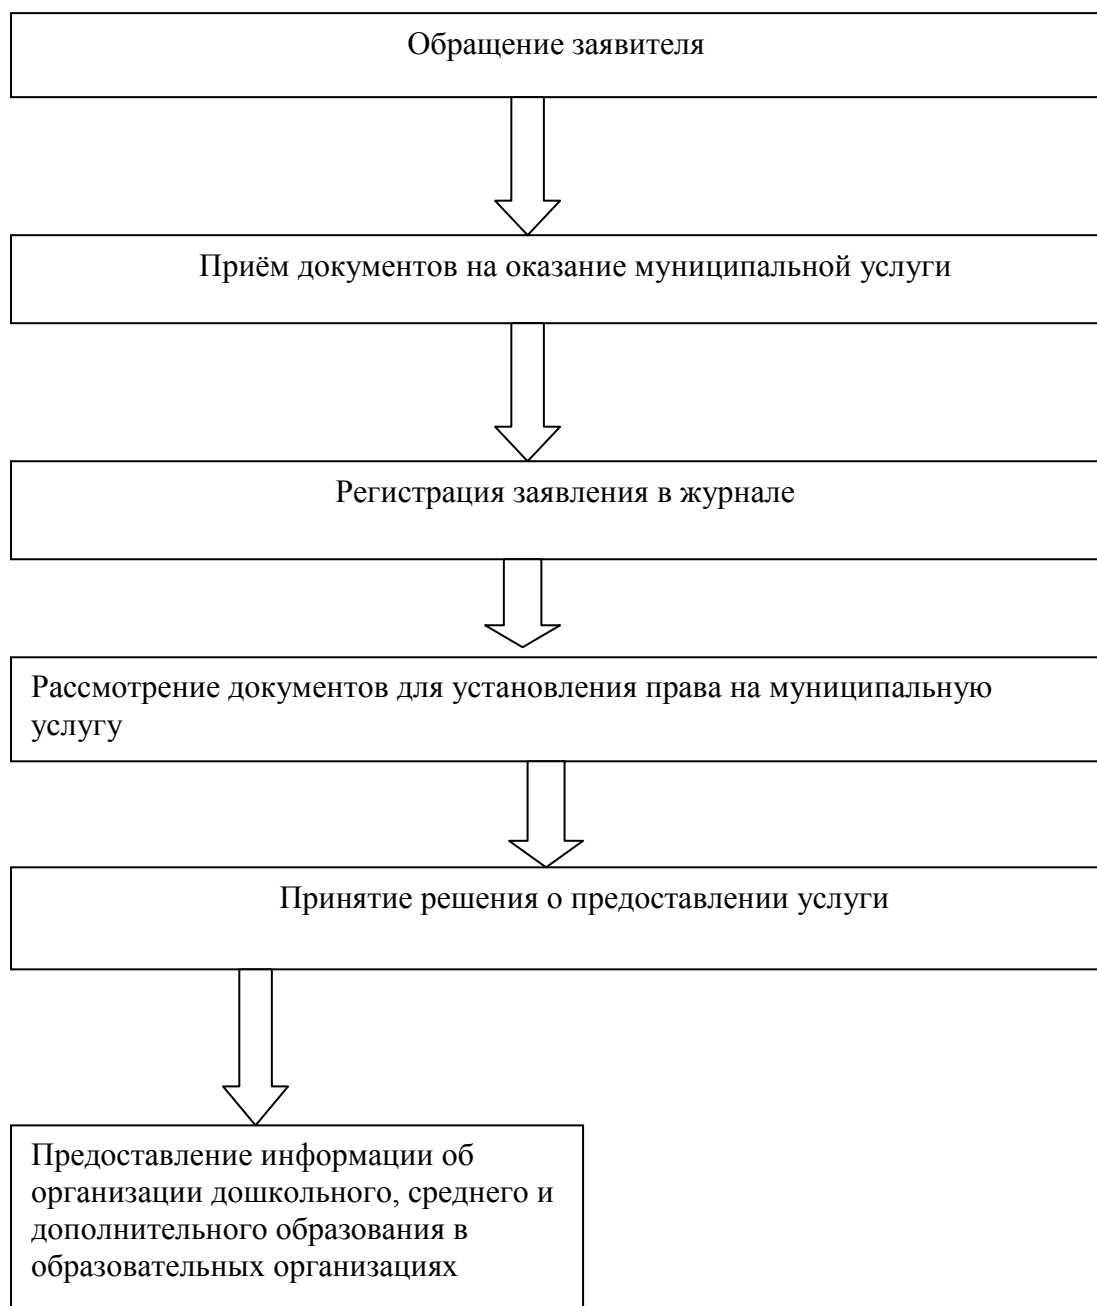 Обращение заявителя
Приём документов на оказание муниципальной услуги
Регистрация заявления в журнале
Рассмотрение документов для установления права на муниципальную
услугу
Принятие решения о предоставлении услуги
Предоставление информации об
организации дошкольного, среднего и
дополнительного образования в
образовательных организациях